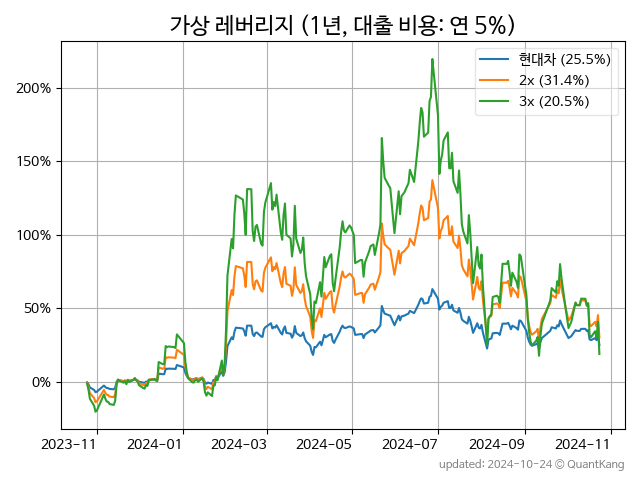 가상 레버리지 (1년, 대출 비용: 연 5%)
현대차 (25.5%)
2x (31.4%)
3x (20.5%)
200%
150%
100%
50%
0%
2023-11 2024-01 2024-03 2024-05 2024-07 2024-09 2024-11
updated: 2024-10-24 © QuantKang